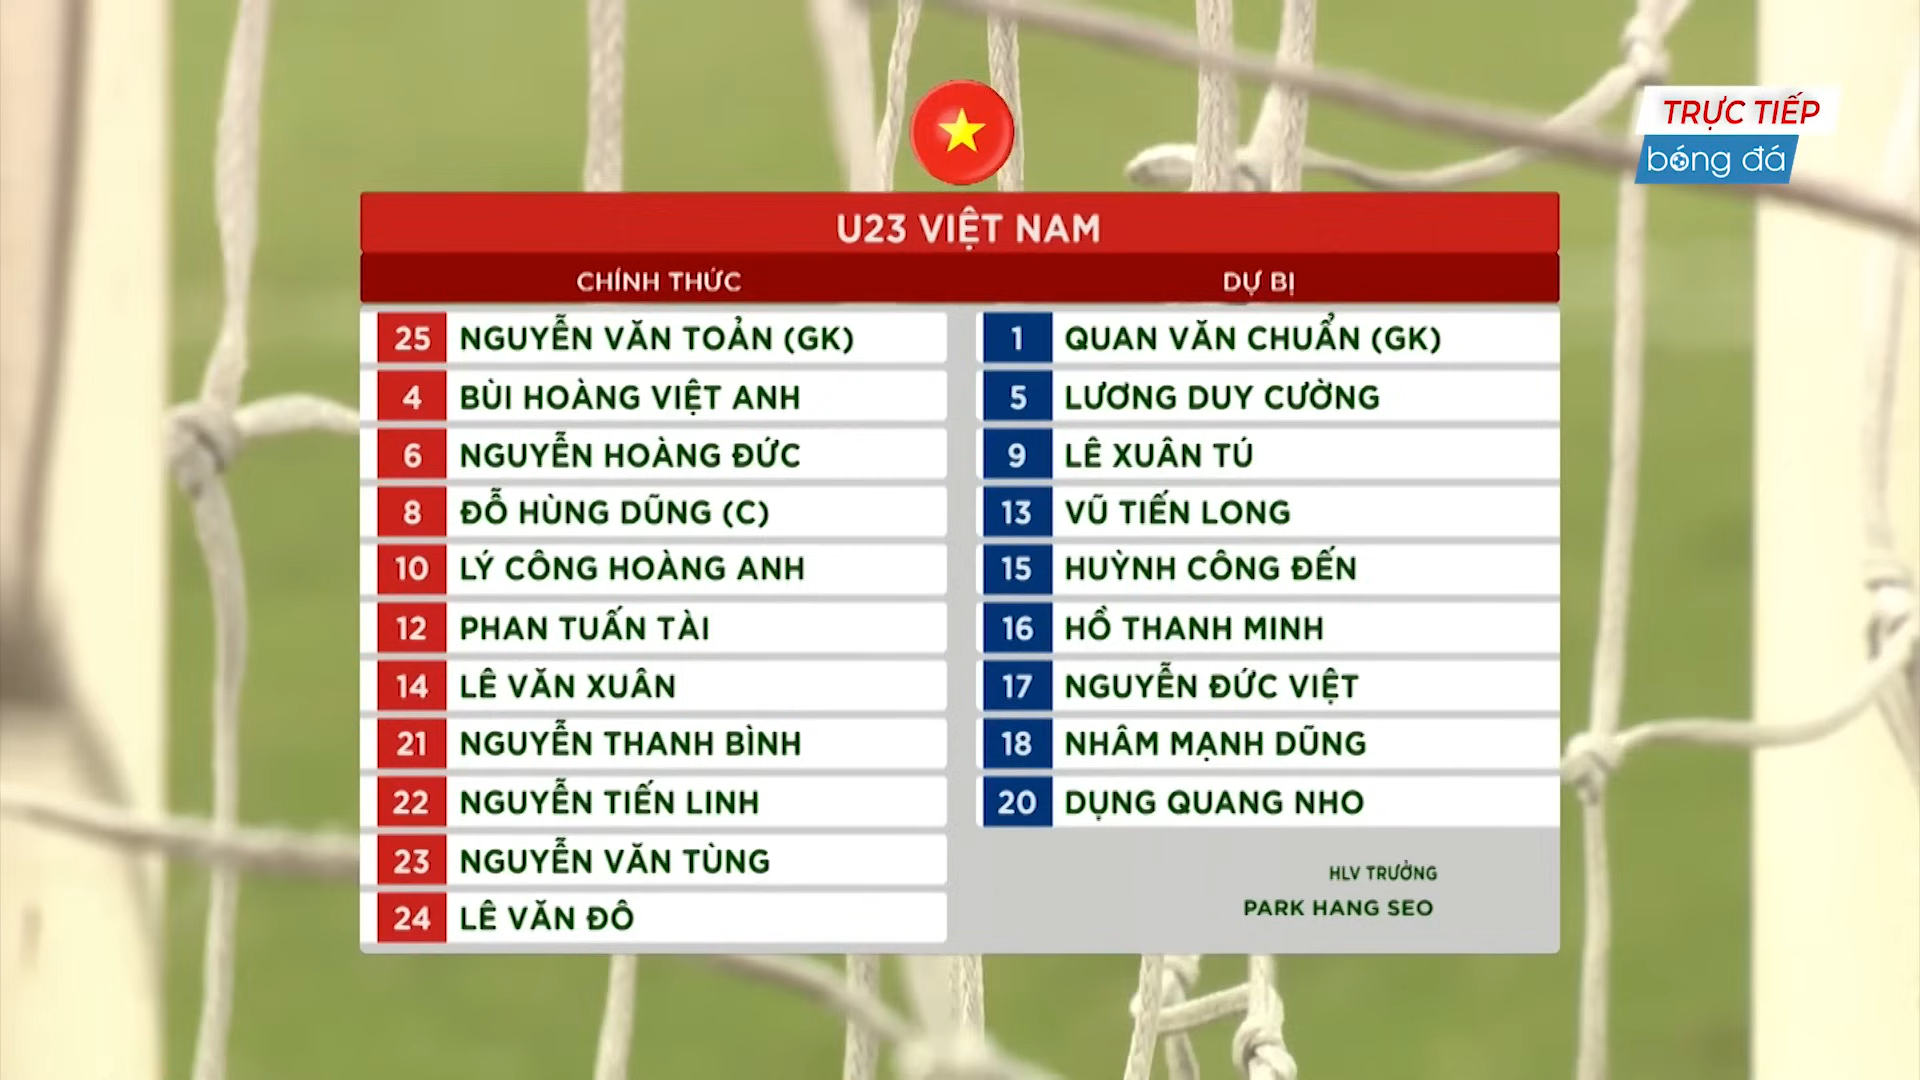 TRỰC TIẾP
bóng đá
U23 VIỆT NAM
CHÍNH THỨC
25 NGUYỄN VĂN TOẢN (GK)
4 BÙI HOÀNG VIỆT ANH
6 NGUYỄN HOÀNG ĐỨC
8 ĐỖ HÙNG DŨNG (C)
10 LÝ CÔNG HOÀNG ANH
12 PHAN TUẤN TÀI
14 LÊ VĂN XUÂN
21 NGUYỄN THANH BÌNH
22 NGUYỄN TIẾN LINH
23 NGUYỄN VĂN TÙNG
24 LÊ VĂN ĐÔ
DỰ BỊ
1 QUAN VĂN CHUẨN (GK)
5 LƯƠNG DUY CƯỜNG
9 LÊ XUÂN TÚ
13 VŨ TIẾN LONG
15 HUỲNH CÔNG ĐẾN
16 HỒ THANH MINH
17 NGUYỄN ĐỨC VIỆT
18 NHÂM MẠNH DŨNG
20 DỤNG QUANG NHO
HLV TRƯỞNG
PARK HANG SEO